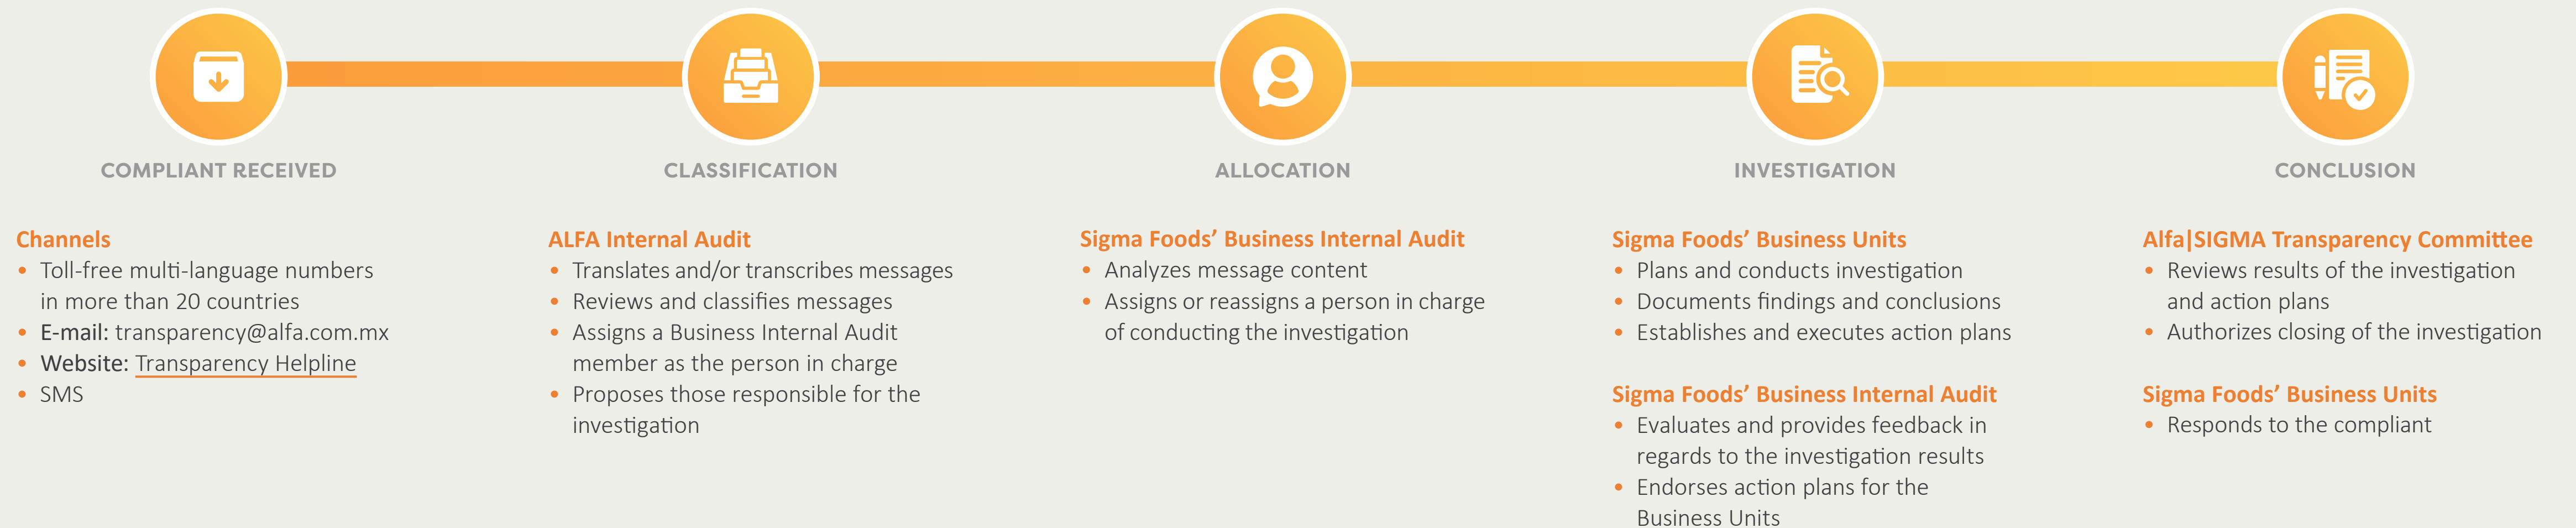 COMPLIANT RECEIVED
Channels
• Toll-free multi-language numbers
in more than 20 countries
• E-mail: transparency@alfa.com.mx
• Website: Transparency Helpline
• SMS
CLASSIFICATION
ALFA Internal Audit
• Translates and/or transcribes messages
• Reviews and classifies messages
• Assigns a Business Internal Audit
member as the person in charge
• Proposes those responsible for the
investigation
ALLOCATION
Sigma Foods’ Business Internal Audit
• Analyzes message content
• Assigns or reassigns a person in charge
of conducting the investigation
INVESTIGATION
Sigma Foods’ Business Units
• Plans and conducts investigation
• Documents findings and conclusions
• Establishes and executes action plans
Sigma Foods’ Business Internal Audit
• Evaluates and provides feedback in
regards to the investigation results
• Endorses action plans for the
Business Units
CONCLUSION
Alfa|SIGMA Transparency Committee
• Reviews results of the investigation
and action plans
• Authorizes closing of the investigation
Sigma Foods’ Business Units
• Responds to the compliant